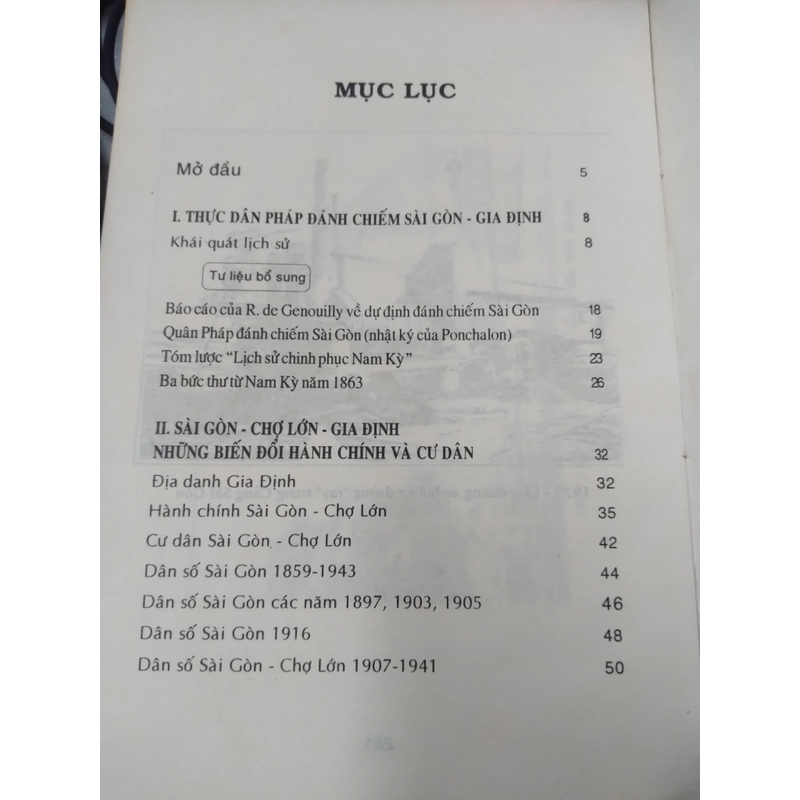 MỤC LỤC
Mở đầu 5
I. THỰC DÂN PHÁP ĐÁNH CHIẾM SÀI GÒN - GIA ĐỊNH 8
Khái quát lịch sử 8
Tư liệu bổ sung
Báo cáo của R. de Genouilly về dự định đánh chiếm Sài Gòn 18
Quân Pháp đánh chiếm Sài Gòn (nhật ký của Ponchalon) 19
Tóm lược “Lịch sử chinh phục Nam Kỳ” 23
Ba bức thư từ Nam Kỳ năm 1863 26
II. SÀI GÒN - CHỢ LỚN - GIA ĐỊNH
NHỮNG BIẾN ĐỔI HÀNH CHÍNH VÀ CƯ DÂN 32
Địa danh Gia Định 32
Hành chính Sài Gòn - Chợ Lớn 35
Cư dân Sài Gòn - Chợ Lớn 42
Dân số Sài Gòn 1859-1943 44
Dân số Sài Gòn các năm 1897, 1903, 1905 46
Dân số Sài Gòn 1916 48
Dân số Sài Gòn - Chợ Lớn 1907-1941 50